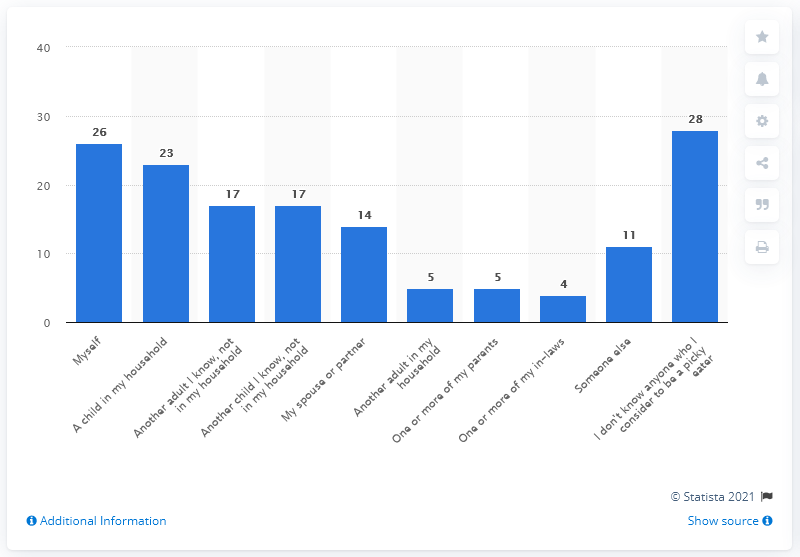 40
30
20
10
0
26
23
17
17
14
5
5
4
11
28
Myself
A child in my household
Another adult I know, not
in my household
Another child I know, not
in my household
My spouse or partner
Another adult in my
household
One or more of my parents
One or more of my in-laws
Someone else
I don't know anyone who I
consider to be a picky
eater
© Statista 2021
Additional Information
Show source